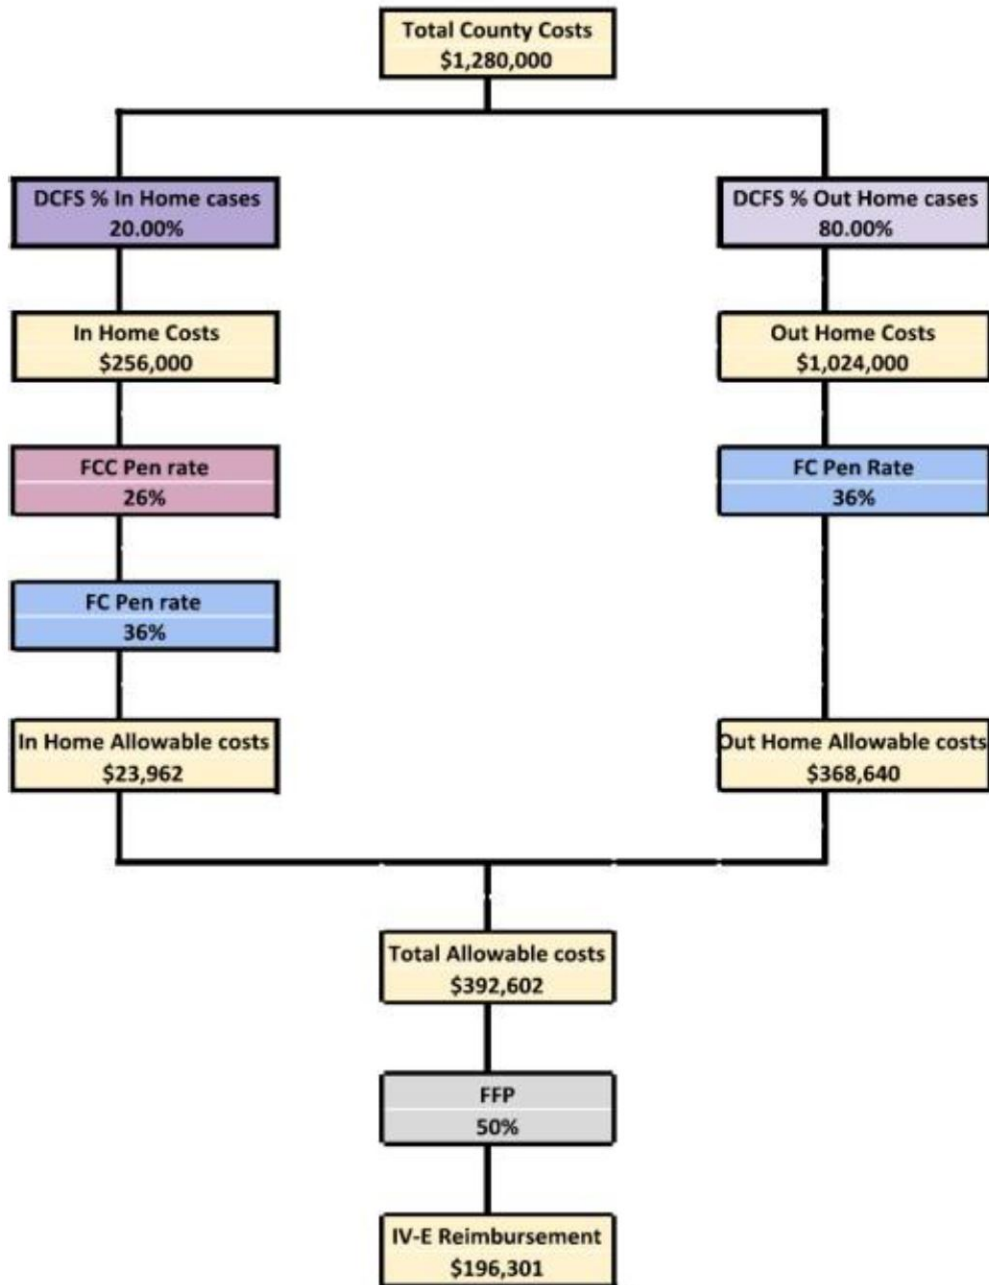 Total County Costs
$1,280,000
DCFS % In Home cases
20.00%
DCFS % Out Home cases
80.00%
In Home Costs
$256,000
Out Home Costs
$1,024,000
FCC Pen rate
26%
FC Pen Rate
36%
FC Pen rate
36%
In Home Allowable costs
$23,962
Out Home Allowable costs
$368,640
Total Allowable costs
$392,602
FFP
50%
IV-E Reimbursement
$196,301